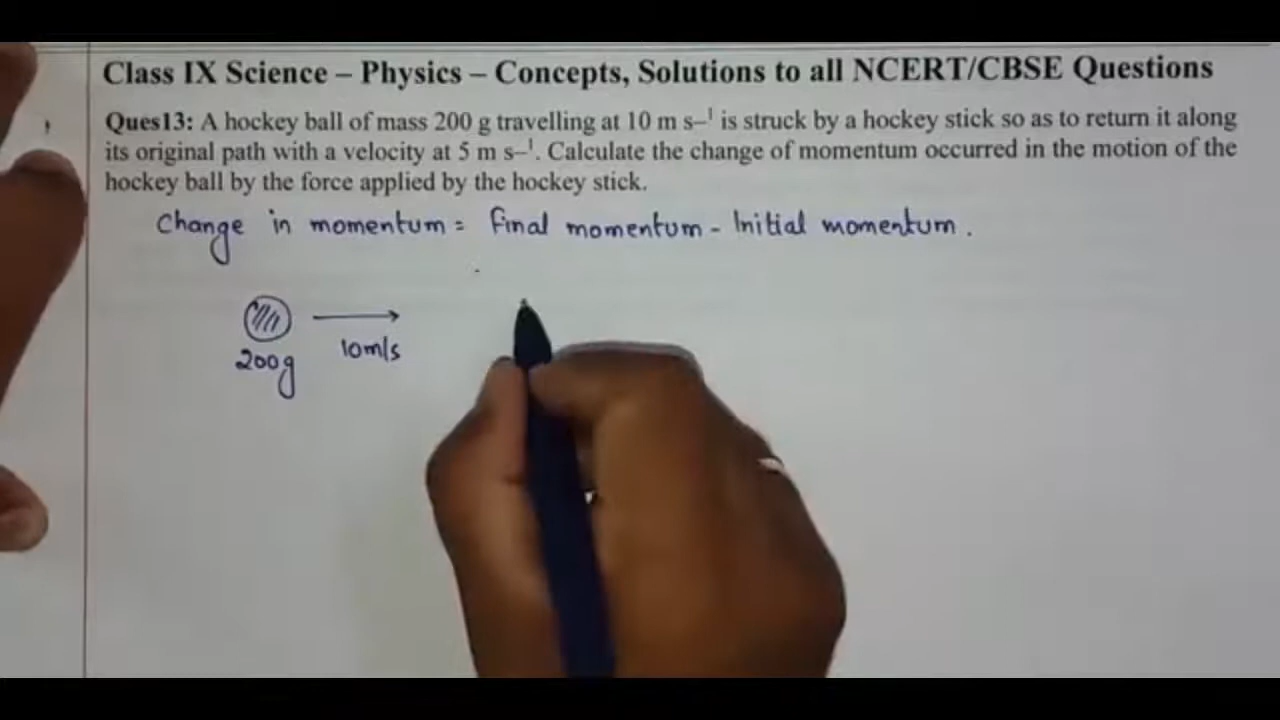 Class IX Science – Physics – Concepts, Solutions to all NCERT/CBSE Questions
Ques13: A hockey ball of mass 200 g travelling at 10 m s–¹ is struck by a hockey stick so as to return it along
its original path with a velocity at 5 m s–¹. Calculate the change of momentum occurred in the motion of the
hockey ball by the force applied by the hockey stick.
Change in momentum = Final momentum - Initial momentum.
200g
10m/s